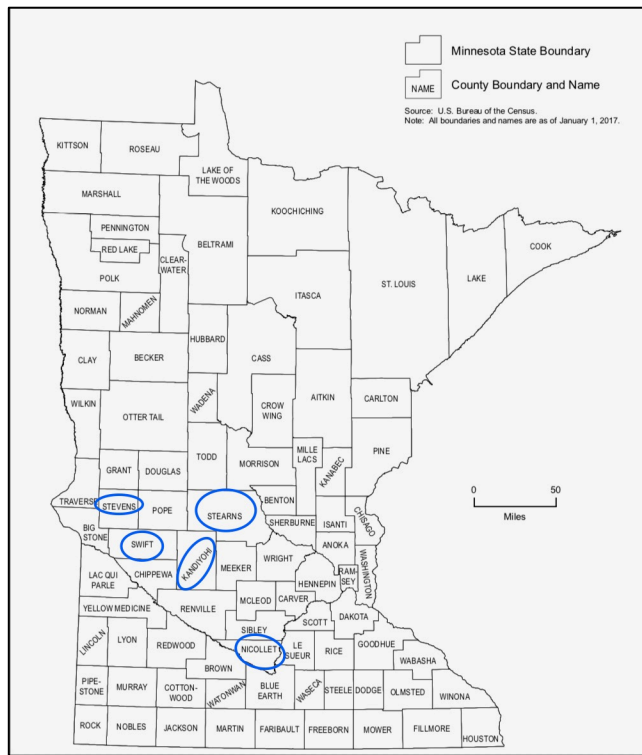 Minnesota State Boundary
NAME
County Boundary and Name
Source: U.S. Bureau of the Census.
Note: All boundaries and names are as of January 1, 2017.
KITTSON
ROSEAU
LAKE OF
THE WOODS
MARSHALL
KOOCHICHING
PENNINGTON
RED LAKE
BELTRAMI
CLEAR-
WATER
COOK
POLK
ST. LOUIS
LAKE
ITASCA
NORMAN
MAHNOMEN
HUBBARD
CASS
CLAY
BECKER
WADENA
AITKIN
CARLTON
CROW
WING
WILKIN
OTTER TAIL
PINE
TODD
MILLE
LACS
KANABEC
MORRISON
GRANT
DOUGLAS
TRAVERSE
STEVENS
POPE
STEARNS
BENTON
SHERBURNE
ISANTI
CHISAGO
0
50
Miles
BIG
STONE
SWIFT
KANDIYOHI
MEEKER
WRIGHT
ANOKA
WASHINGTON
RAM-
SEY
HENNEPIN
LAC QUI
PARLE
CHIPPEWA
MCLEOD
CARVER
YELLOW MEDICINE
RENVILLE
SCOTT
DAKOTA
SIBLEY
LINCOLN
LYON
REDWOOD
NICOLLET
LE
SUEUR
RICE
GOODHUE
WABASHA
BROWN
PIPE-
STONE
MURRAY
COTTON-
WOOD
WATONWAN
BLUE
EARTH
WASECA
STEELE
DODGE
OLMSTED
WINONA
ROCK
NOBLES
JACKSON
MARTIN
FARIBAULT
FREEBORN
MOWER
FILLMORE
HOUSTON